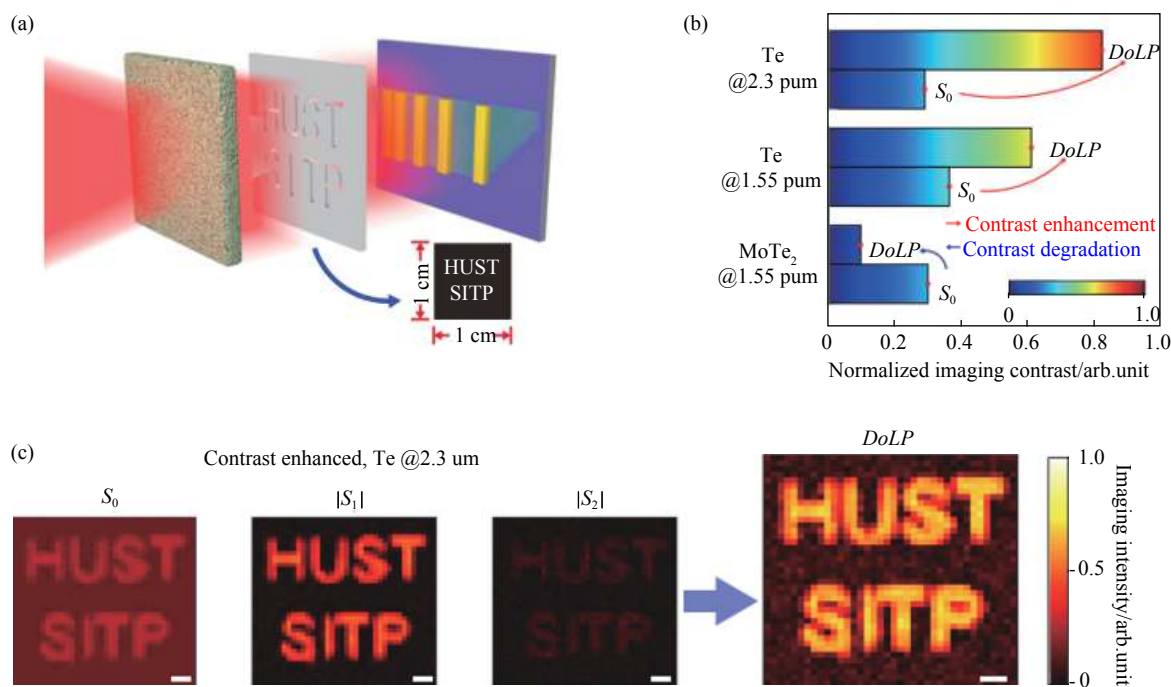 (a)
HUST
SITP
HUST
SITP
1 cm
1 cm
(b)
Te
@2.3 pum
DoLP
S₀
Te
@1.55 pum
DoLP
S₀
MoTe₂
@1.55 pum
DoLP
S₀
Contrast enhancement
Contrast degradation
0 1.0
0 0.2 0.4 0.6 0.8 1.0
Normalized imaging contrast/arb.unit
(c)
Contrast enhanced, Te @2.3 um
S₀ |S₁| |S₂| DoLP
HUST HUST HUST HUST
SITP SITP SITP SITP
1.0
0.5
0
Imaging intensity/arb.unit